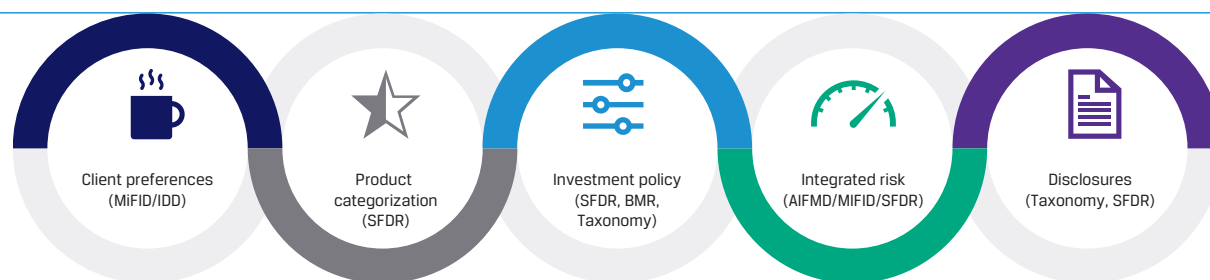 Client preferences
(MiFID/IDD)
Product
categorization
(SFDR)
Investment policy
(SFDR, BMR,
Taxonomy)
Integrated risk
(AIFMD/MIFID/SFDR)
Disclosures
(Taxonomy, SFDR)